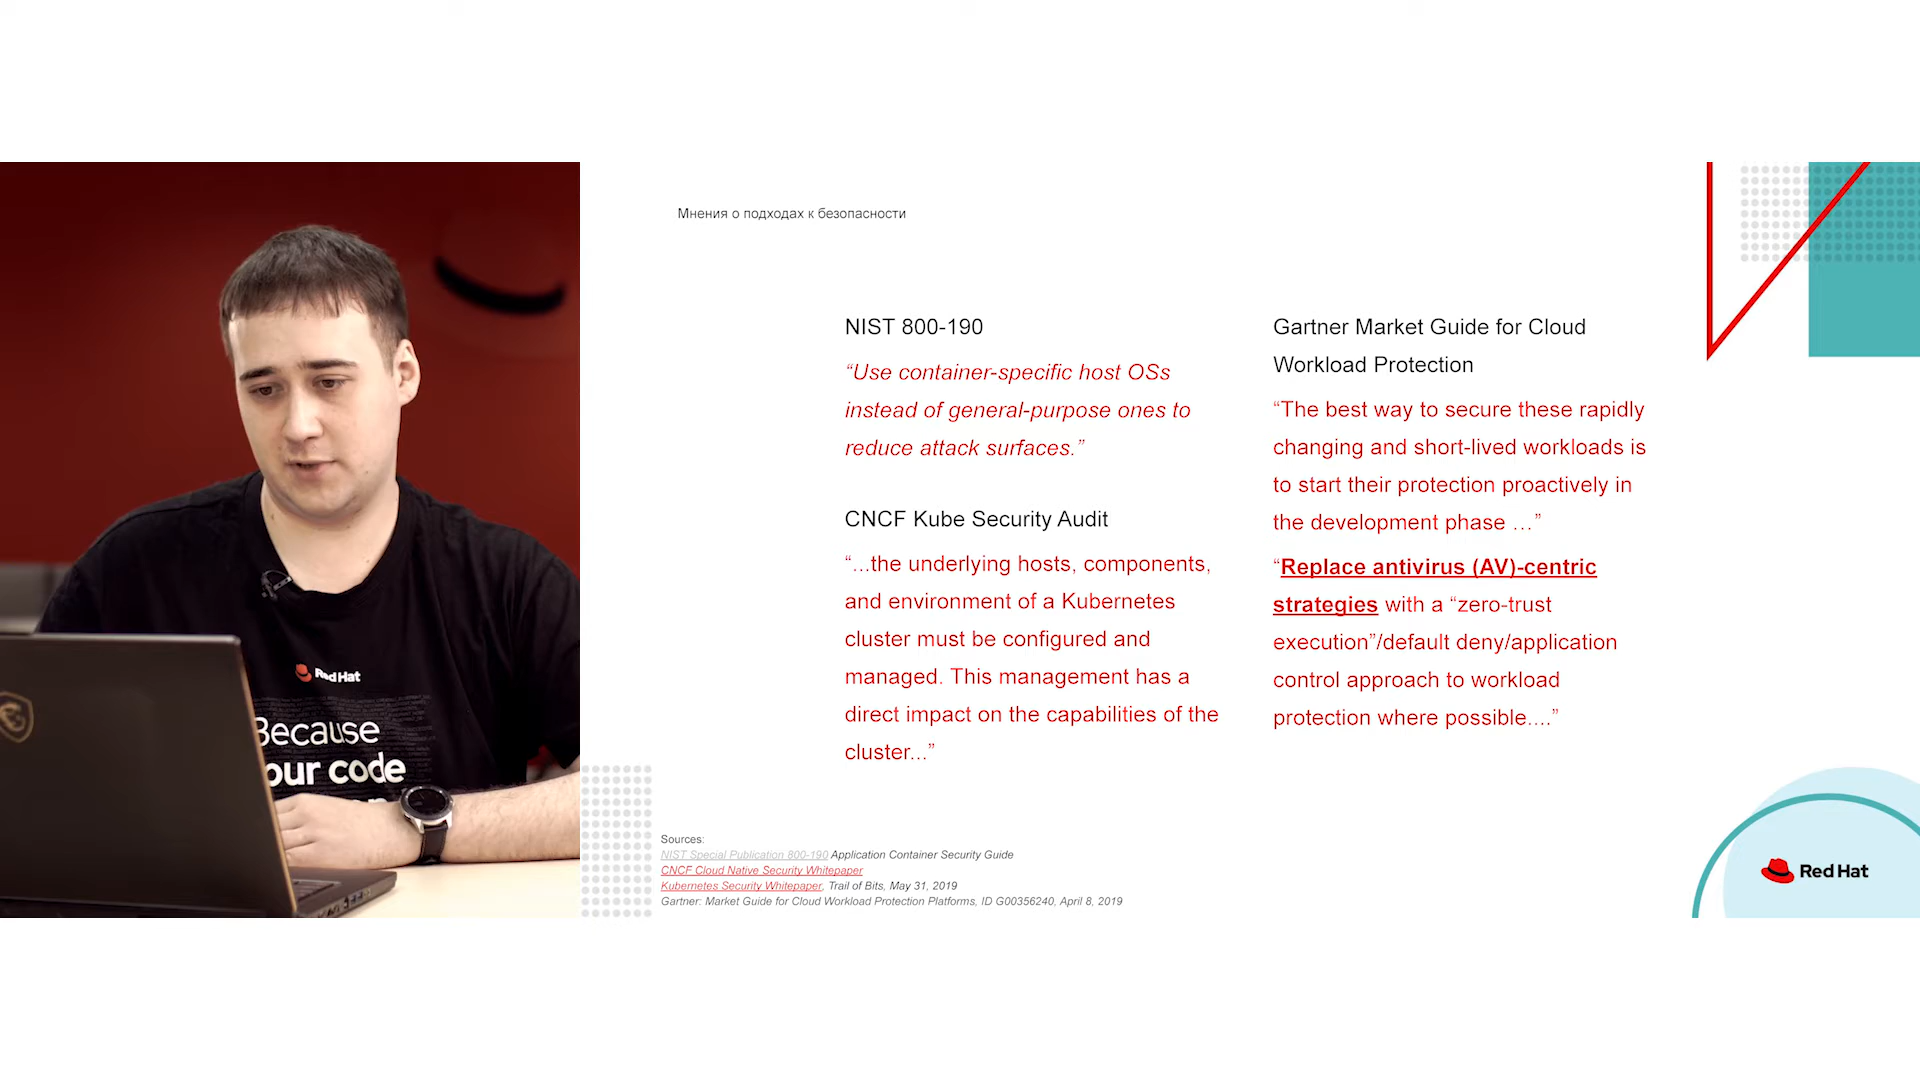 Мнения о подходах к безопасности
NIST 800-190
“Use container-specific host OSs
instead of general-purpose ones to
reduce attack surfaces.”
CNCF Kube Security Audit
“...the underlying hosts, components,
and environment of a Kubernetes
cluster must be configured and
managed. This management has a
direct impact on the capabilities of the
cluster...”
Gartner Market Guide for Cloud
Workload Protection
“The best way to secure these rapidly
changing and short-lived workloads is
to start their protection proactively in
the development phase …”
“Replace antivirus (AV)-centric
strategies with a “zero-trust
execution”/default deny/application
control approach to workload
protection where possible....”
Sources:
NIST Special Publication 800-190 Application Container Security Guide
CNCF Cloud Native Security Whitepaper
Kubernetes Security Whitepaper, Trail of Bits, May 31, 2019
Gartner: Market Guide for Cloud Workload Protection Platforms, ID G00356240, April 8, 2019
Red Hat
Red Hat
Because
our code